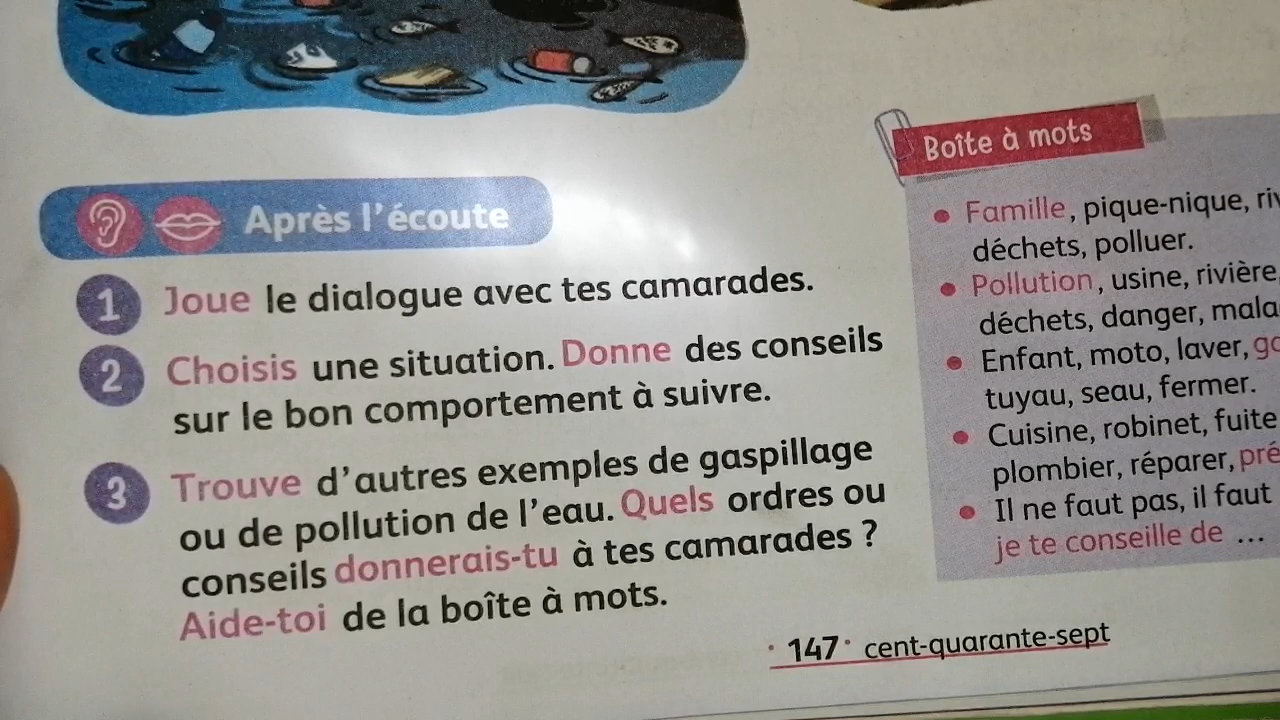 Après l'écoute
1 Joue le dialogue avec tes camarades.
2 Choisis une situation. Donne des conseils
sur le bon comportement à suivre.
3 Trouve d'autres exemples de gaspillage
ou de pollution de l'eau. Quels ordres ou
conseils donnerais-tu à tes camarades ?
Aide-toi de la boîte à mots.
Boîte à mots
• Famille, pique-nique,
déchets, polluer.
• Pollution, usine, rivière
déchets, danger,
• Enfant, moto, laver,
tuyau, seau, fermer.
• Cuisine, robinet, fuite
plombier, réparer,
• Il ne faut pas, il faut
je te conseille de ...
• 147 • cent-quarante-sept